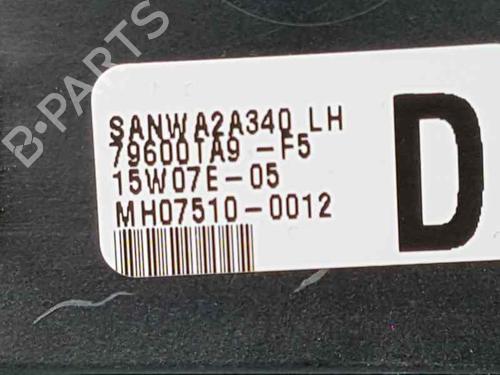 SANWA2A340 LH
79600TA9 -F5
15W07E-05
MH07510-0012
D
B-PARTS